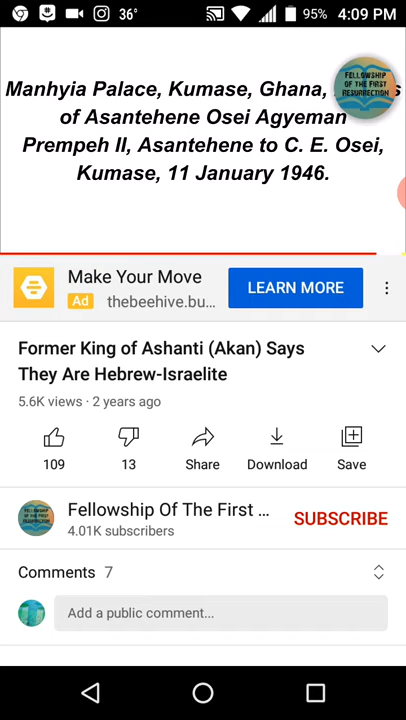 36° 95% 4:09 PM
Manhyia Palace, Kumase, Ghana, s
of Asantehene Osei Agyeman
Prempeh II, Asantehene to C. E. Osei,
Kumase, 11 January 1946.
FELLOWSHIP
OF THE FIRST
RESURRECTION
Make Your Move
Ad thebeehive.bu...
LEARN MORE
Former King of Ashanti (Akan) Says
They Are Hebrew-Israelite
5.6K views · 2 years ago
109 13 Share Download Save
Fellowship Of The First ...
4.01K subscribers
SUBSCRIBE
Comments 7
Add a public comment...